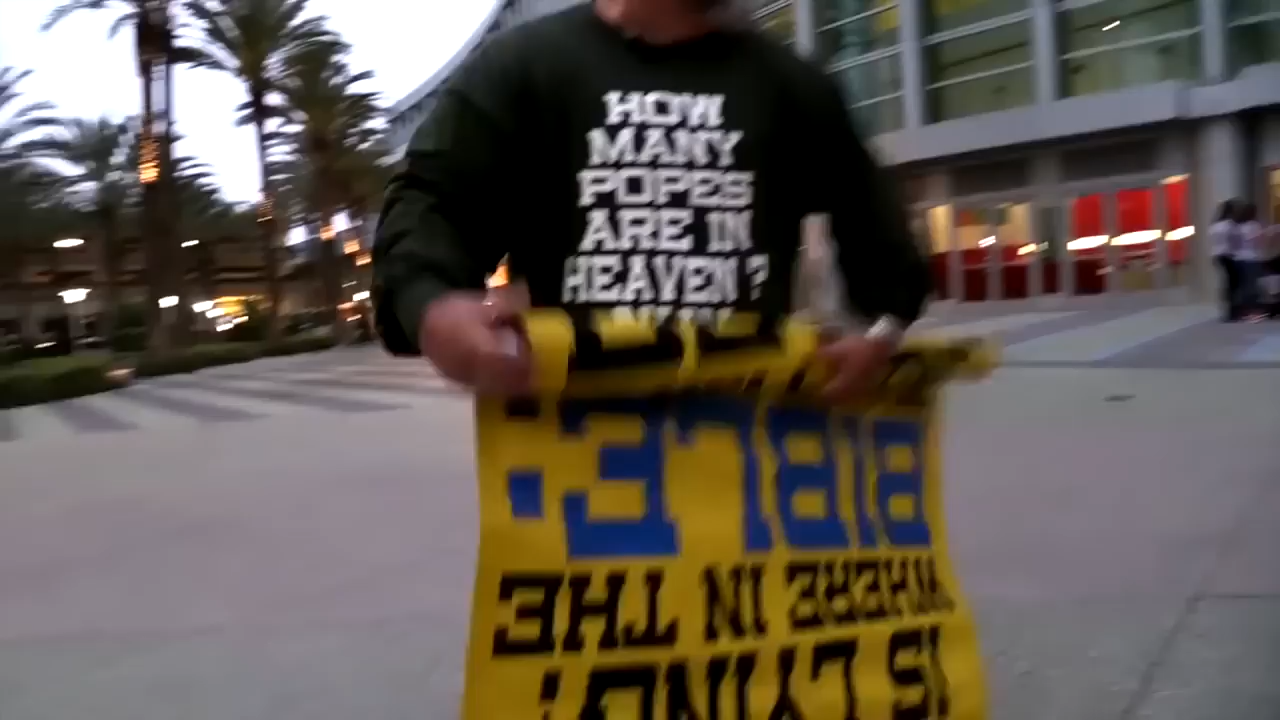 HOW
MANY
POPES
ARE IN
HEAVEN?
IS LYING,
WHERE IN THE
BIBLE: